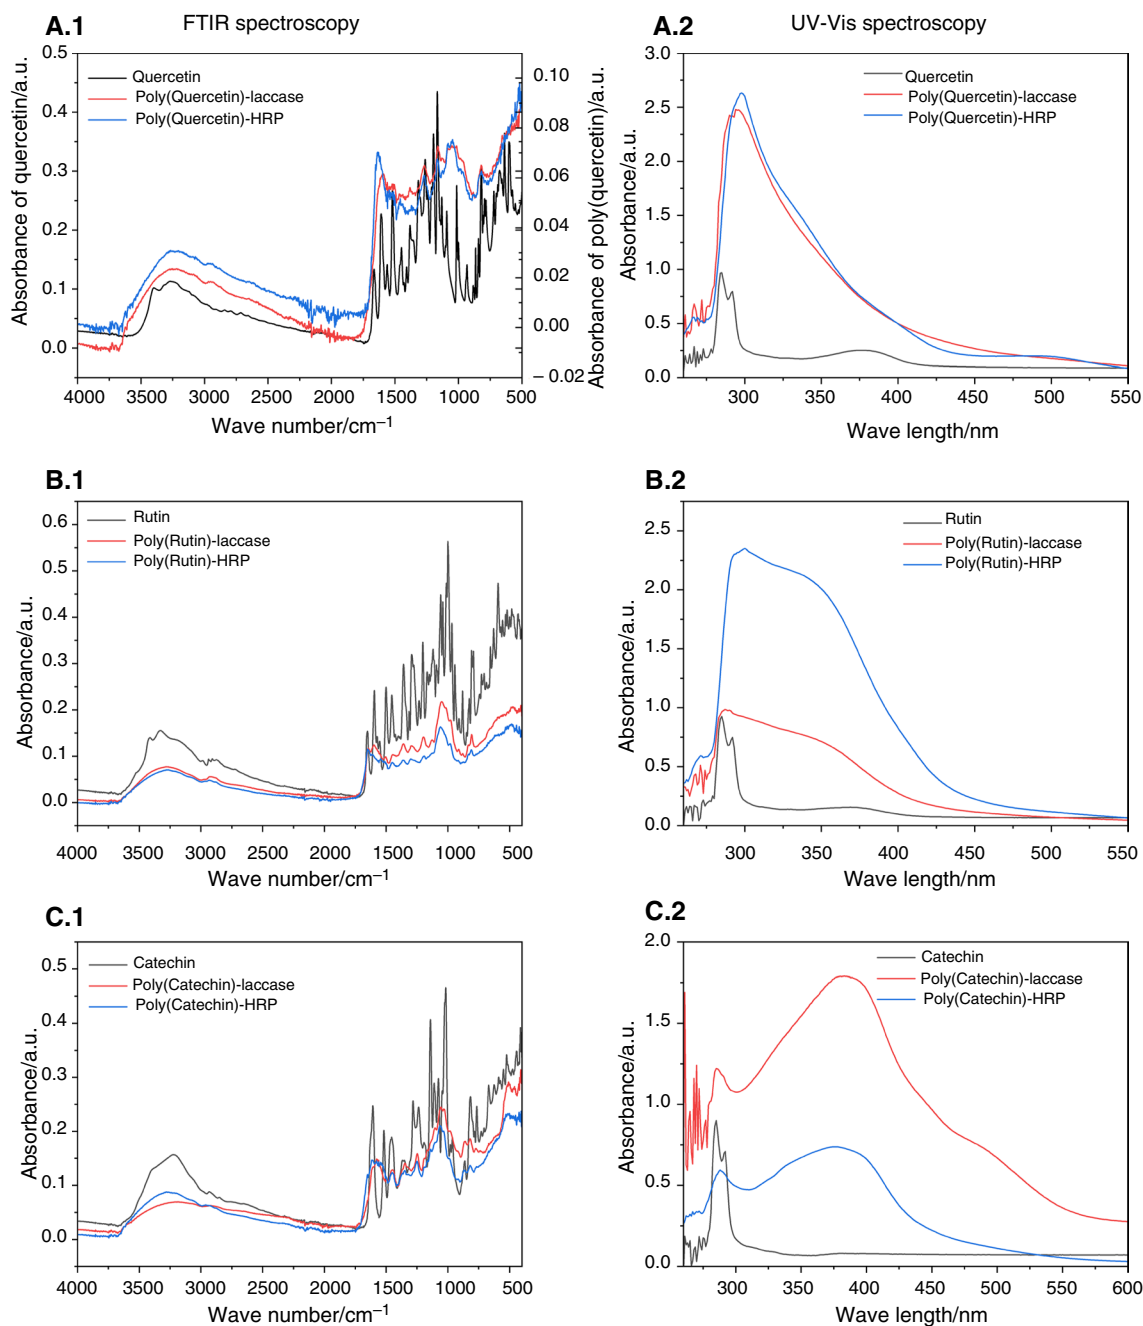 A.1
FTIR spectroscopy
0.5
0.4
0.3
0.2
0.1
0.0
Absorbance of quercetin/a.u.
Quercetin
Poly(Quercetin)-laccase
Poly(Quercetin)-HRP
0.10
0.08
0.06
0.04
0.02
0.00
–0.02
Absorbance of poly(quercetin)/a.u.
4000 3500 3000 2500 2000 1500 1000 500
Wave number/cm⁻¹
A.2
UV-Vis spectroscopy
3.0
2.5
2.0
1.5
1.0
0.5
0.0
Absorbance/a.u.
Quercetin
Poly(Quercetin)-laccase
Poly(Quercetin)-HRP
300 350 400 450 500 550
Wave length/nm
B.1
0.6
0.5
0.4
0.3
0.2
0.1
0.0
Absorbance/a.u.
Rutin
Poly(Rutin)-laccase
Poly(Rutin)-HRP
4000 3500 3000 2500 2000 1500 1000 500
Wave number/cm⁻¹
B.2
2.5
2.0
1.5
1.0
0.5
0.0
Absorbance/a.u.
Rutin
Poly(Rutin)-laccase
Poly(Rutin)-HRP
300 350 400 450 500 550
Wave length/nm
C.1
0.5
0.4
0.3
0.2
0.1
0.0
Absorbance/a.u.
Catechin
Poly(Catechin)-laccase
Poly(Catechin)-HRP
4000 3500 3000 2500 2000 1500 1000 500
Wave number/cm⁻¹
C.2
2.0
1.5
1.0
0.5
0.0
Absorbance/a.u.
Catechin
Poly(Catechin)-laccase
Poly(Catechin)-HRP
300 350 400 450 500 550 600
Wave length/nm